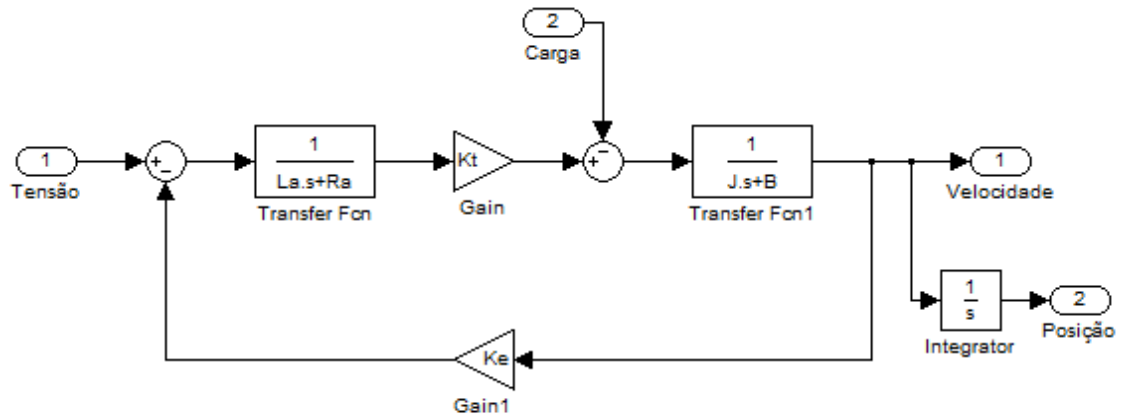 2
Carga
1
Tensão
+
−
1
La.s+Ra
Transfer Fcn
Kt
Gain
+
−
1
J.s+B
Transfer Fcn1
1
Velocidade
1
s
Integrator
2
Posição
Ke
Gain1